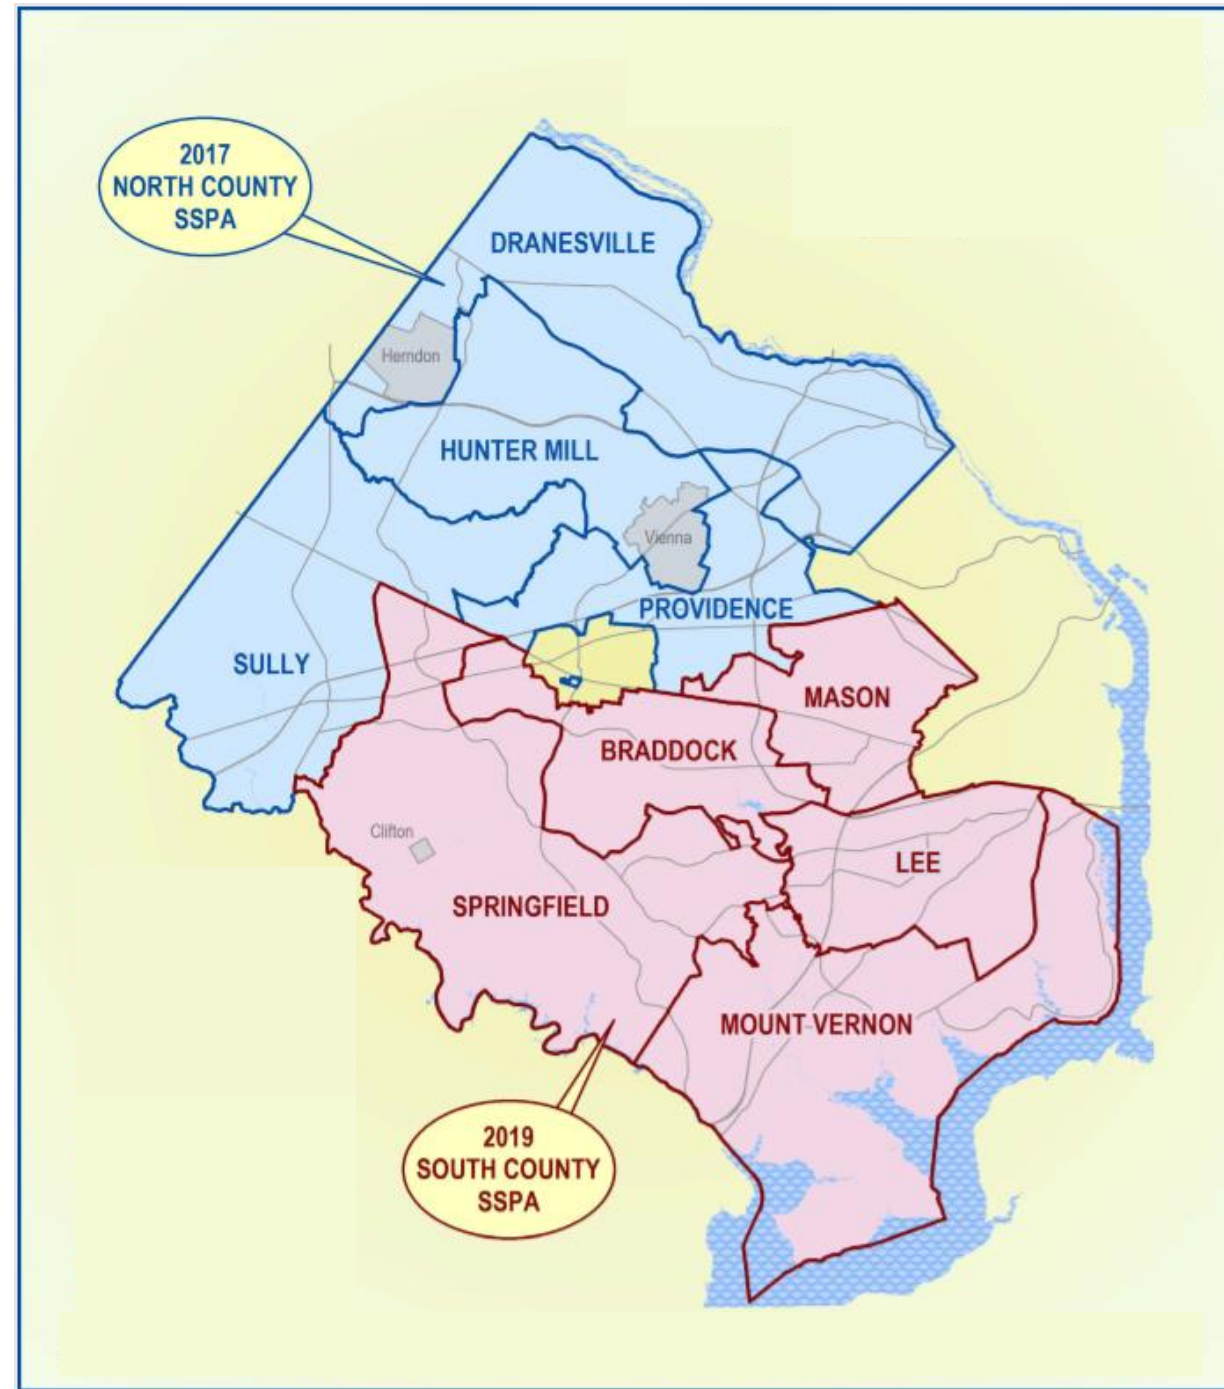 2017
NORTH COUNTY
SSPA
DRANESVILLE
Herndon
HUNTER MILL
Vienna
PROVIDENCE
SULLY
MASON
BRADDOCK
Clifton
LEE
SPRINGFIELD
MOUNT VERNON
2019
SOUTH COUNTY
SSPA